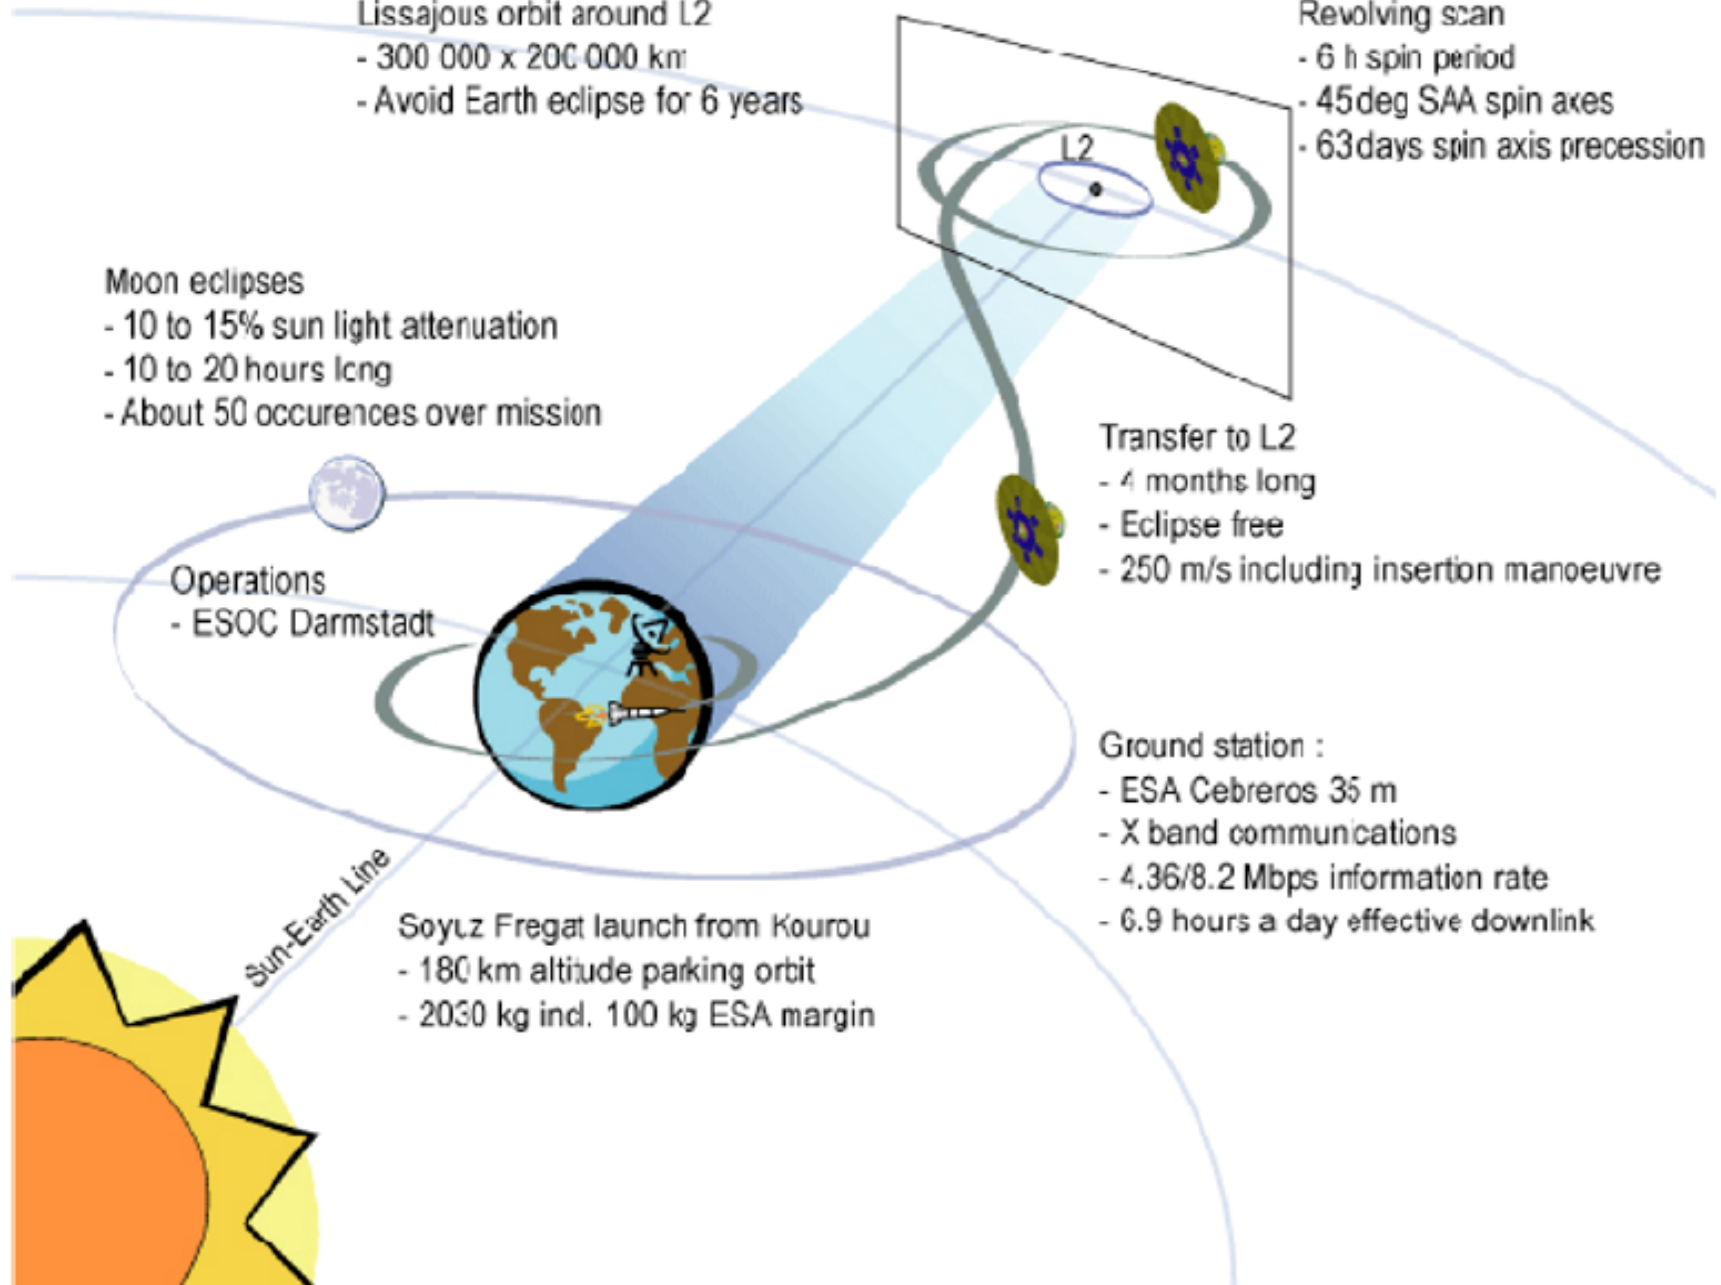 Lissajous orbit around L2
- 300 000 x 200 000 km
- Avoid Earth eclipse for 6 years
Revolving scan
- 6 h spin period
- 45 deg SAA spin axes
- 63 days spin axis precession
L2
Moon eclipses
- 10 to 15% sun light attenuation
- 10 to 20 hours long
- About 50 occurences over mission
Transfer to L2
- 4 months long
- Eclipse free
- 250 m/s including insertion manoeuvre
Operations
- ESOC Darmstadt
Ground station :
- ESA Cebreros 35 m
- X band communications
- 4.36/8.2 Mbps information rate
- 6.9 hours a day effective downlink
Sun-Earth Line
Soyuz Fregat launch from Kourou
- 180 km altitude parking orbit
- 2030 kg incl. 100 kg ESA margin